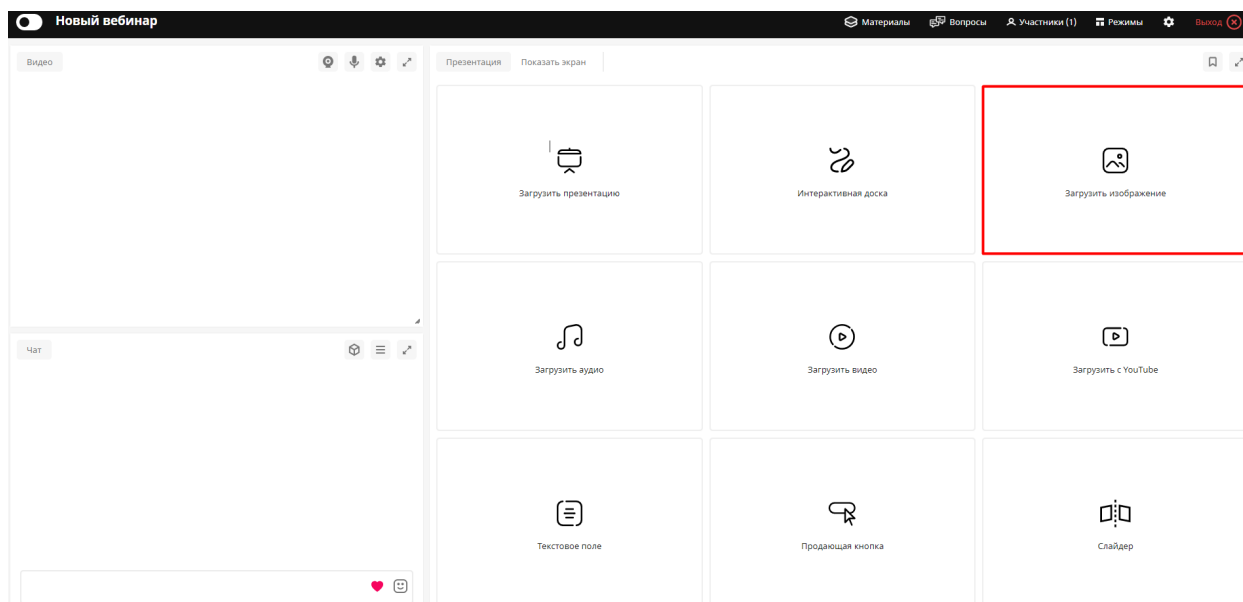 Новый вебинар
Материалы
Вопросы
Участники (1)
Режимы
Выход
Видео
Презентация
Показать экран
Загрузить презентацию
Интерактивная доска
Загрузить изображение
Загрузить аудио
Загрузить видео
Загрузить с YouTube
Чат
Текстовое поле
Продающая кнопка
Слайдер